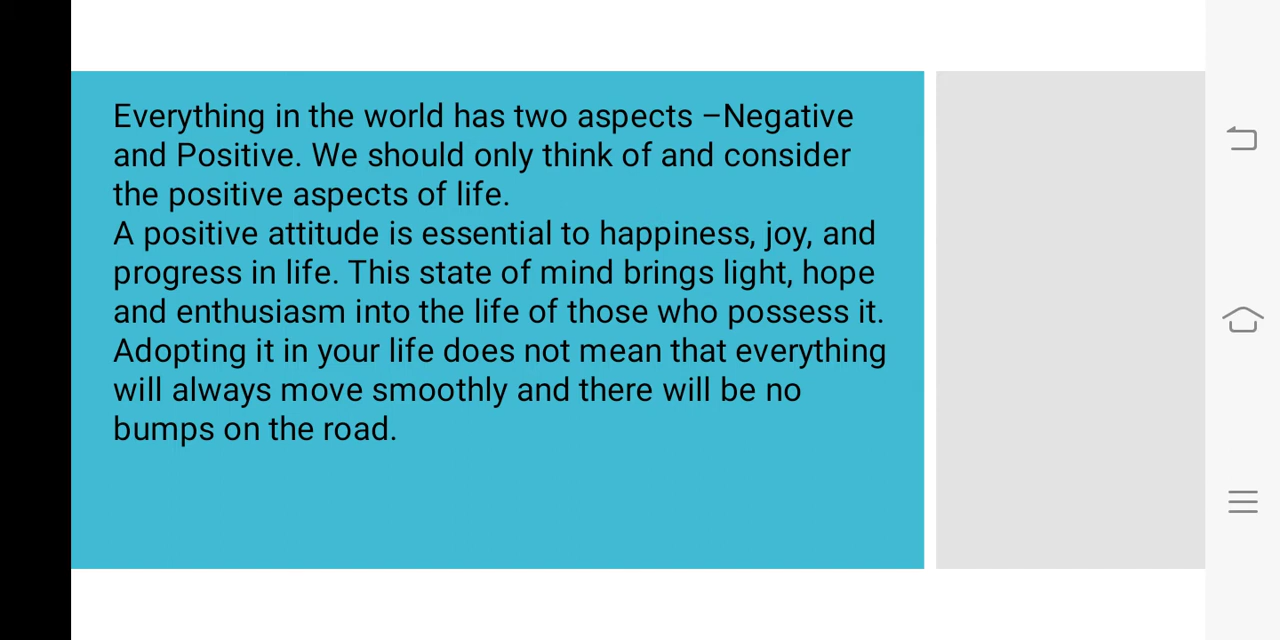 Everything in the world has two aspects –Negative
and Positive. We should only think of and consider
the positive aspects of life.
A positive attitude is essential to happiness, joy, and
progress in life. This state of mind brings light, hope
and enthusiasm into the life of those who possess it.
Adopting it in your life does not mean that everything
will always move smoothly and there will be no
bumps on the road.